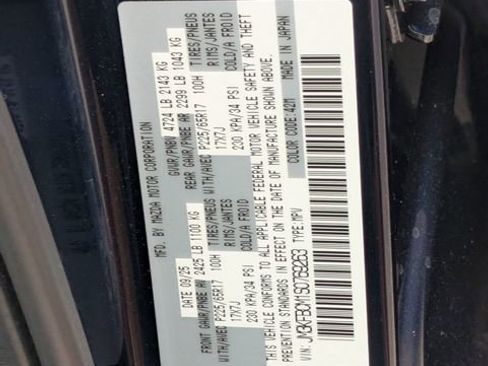 MFD. BY MAZDA MOTOR CORPORATION
DATE 09/25 GVWR/PNBV 4724 LB 2143 KG
FRONT GAWR/PNBE AV 2425 LB 1100 KG REAR GAWR/PNBE AR 2299 LB 1043 KG
WITH/AVEC P225/65R17 100H TIRES/PNEUS WITH/AVEC P225/65R17 100H TIRES/PNEUS
17X7J RIMS/JANTES 17X7J RIMS/JANTES
230 KPA/34 PSI COLD/A FROID 230 KPA/34 PSI COLD/A FROID
THIS VEHICLE CONFORMS TO ALL APPLICABLE FEDERAL MOTOR VEHICLE SAFETY AND THEFT
PREVENTION STANDARDS IN EFFECT ON THE DATE OF MANUFACTURE SHOWN ABOVE.
COLOR CODE:42M MADE IN JAPAN
VIN: TYPE:MPV